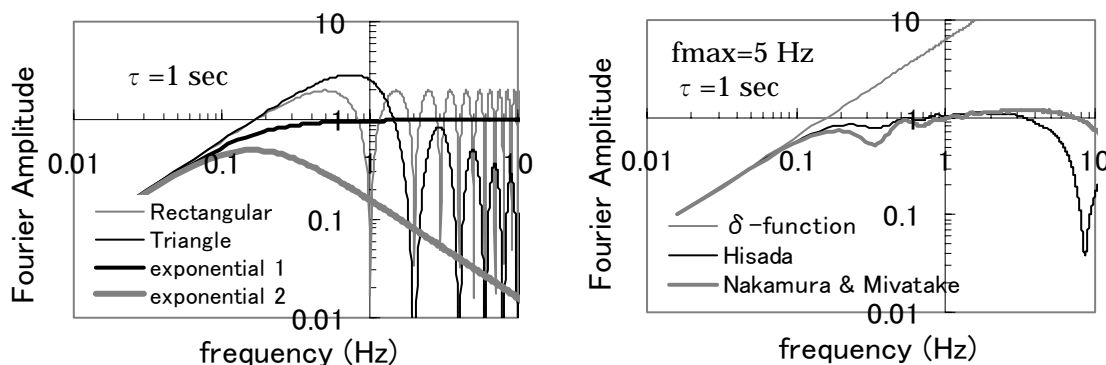 10
τ =1 sec
Fourier Amplitude
1
0.01
0.1
10
0.1
0.01
Rectangular
Triangle
exponential 1
exponential 2
frequency (Hz)
10
fmax=5 Hz
τ =1 sec
Fourier Amplitude
1
0.01
0.1
1
10
0.1
0.01
δ-function
Hisada
Nakamura & Mivatake
frequency (Hz)